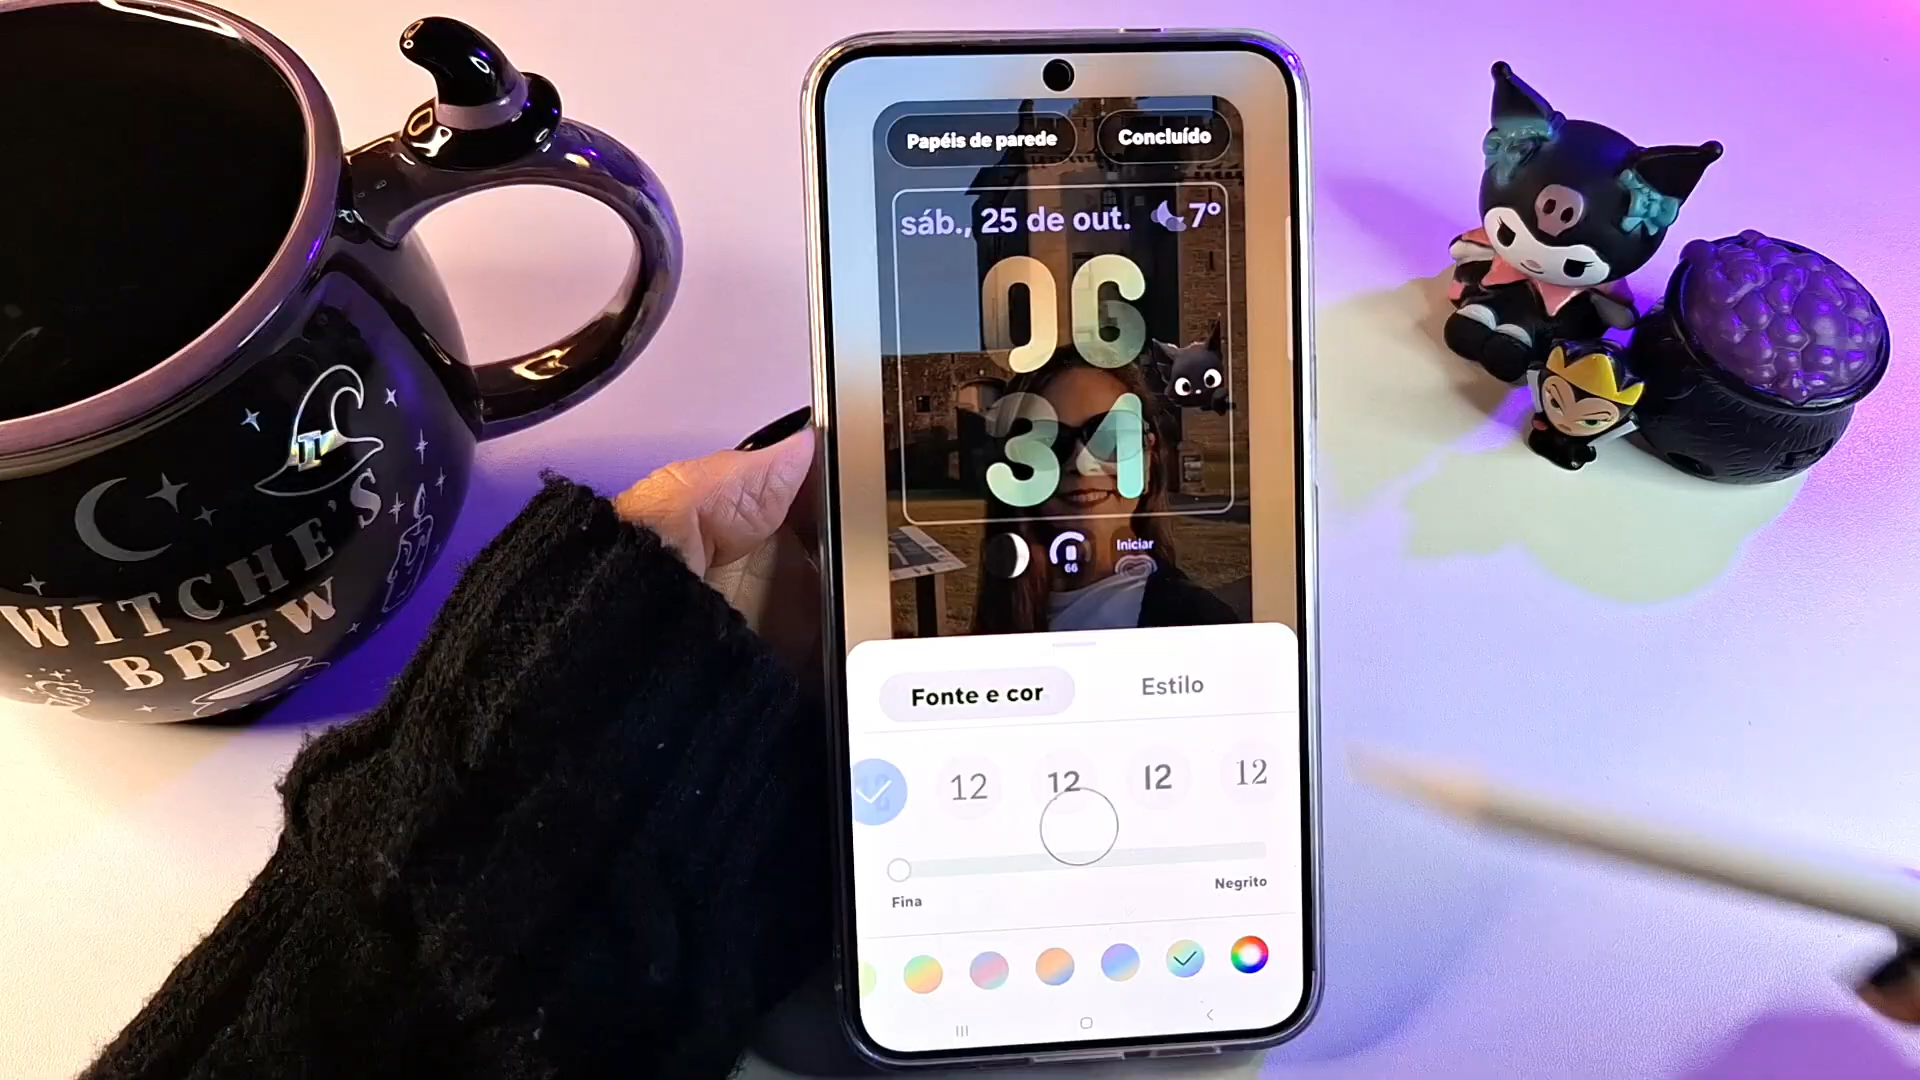 WITCHE'S
BREW
Papéis de parede
Concluído
sáb., 25 de out. 7°
06
34
66
Iniciar
Fonte e cor
Estilo
12
12
12
12
Fina
Negrito